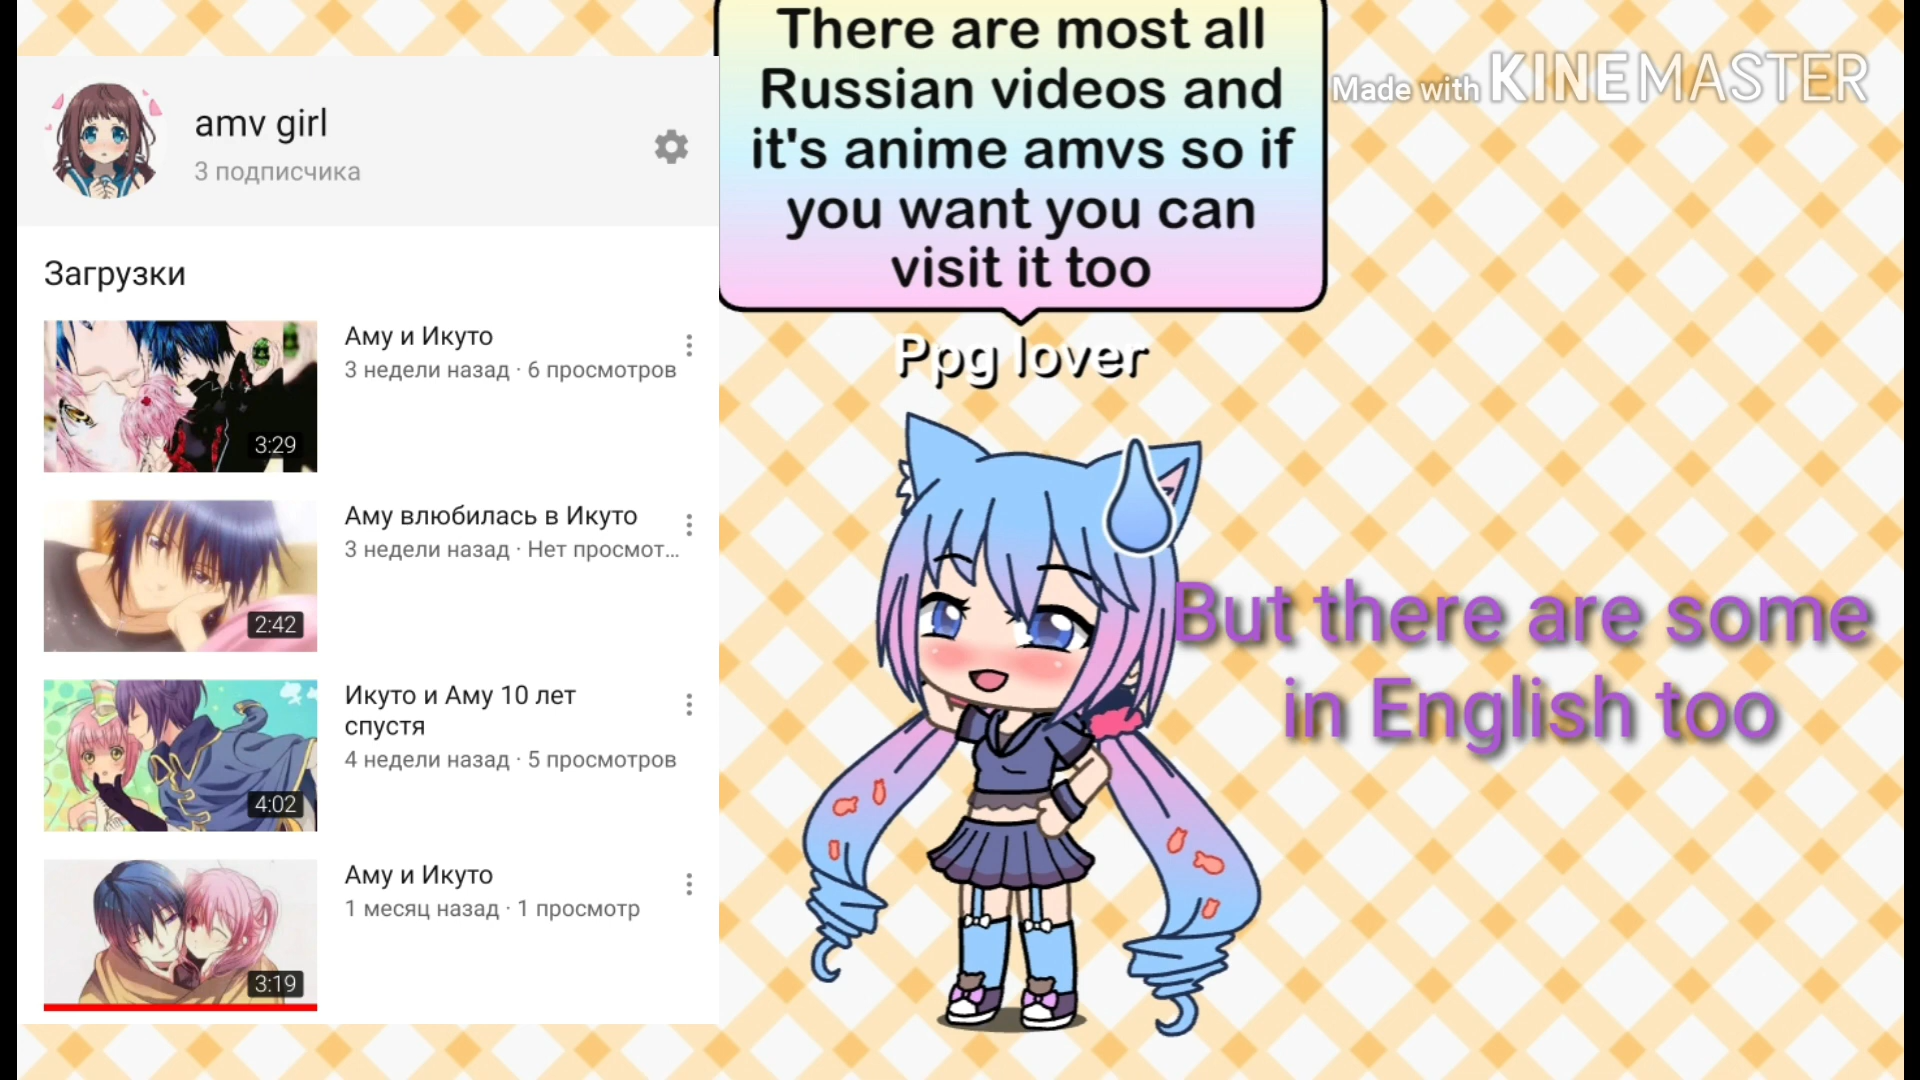 amv girl
3 подписчика
Загрузки
Аму и Икуто
3 недели назад · 6 просмотров
3:29
Аму влюбилась в Икуто
3 недели назад · Нет просмот...
2:42
Икуто и Аму 10 лет
спустя
4 недели назад · 5 просмотров
4:02
Аму и Икуто
1 месяц назад · 1 просмотр
3:19
There are most all
Russian videos and
it's anime amvs so if
you want you can
visit it too
Ppg lover
Made with KINEMASTER
But there are some
in English too